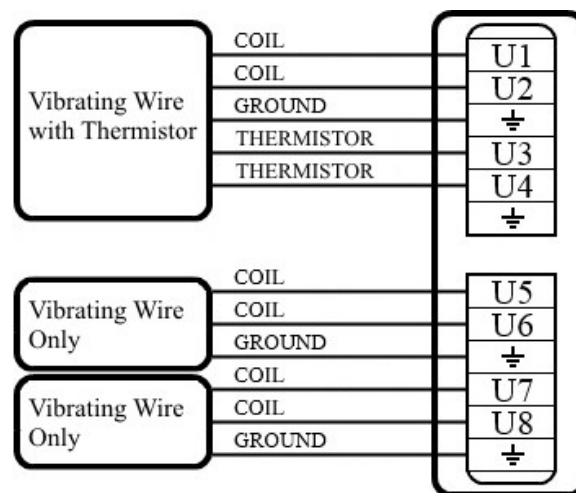 Vibrating Wire
with Thermistor
COIL
COIL
GROUND
THERMISTOR
THERMISTOR
U1
U2
U3
U4
Vibrating Wire
Only
COIL
COIL
GROUND
U5
U6
Vibrating Wire
Only
COIL
COIL
GROUND
U7
U8